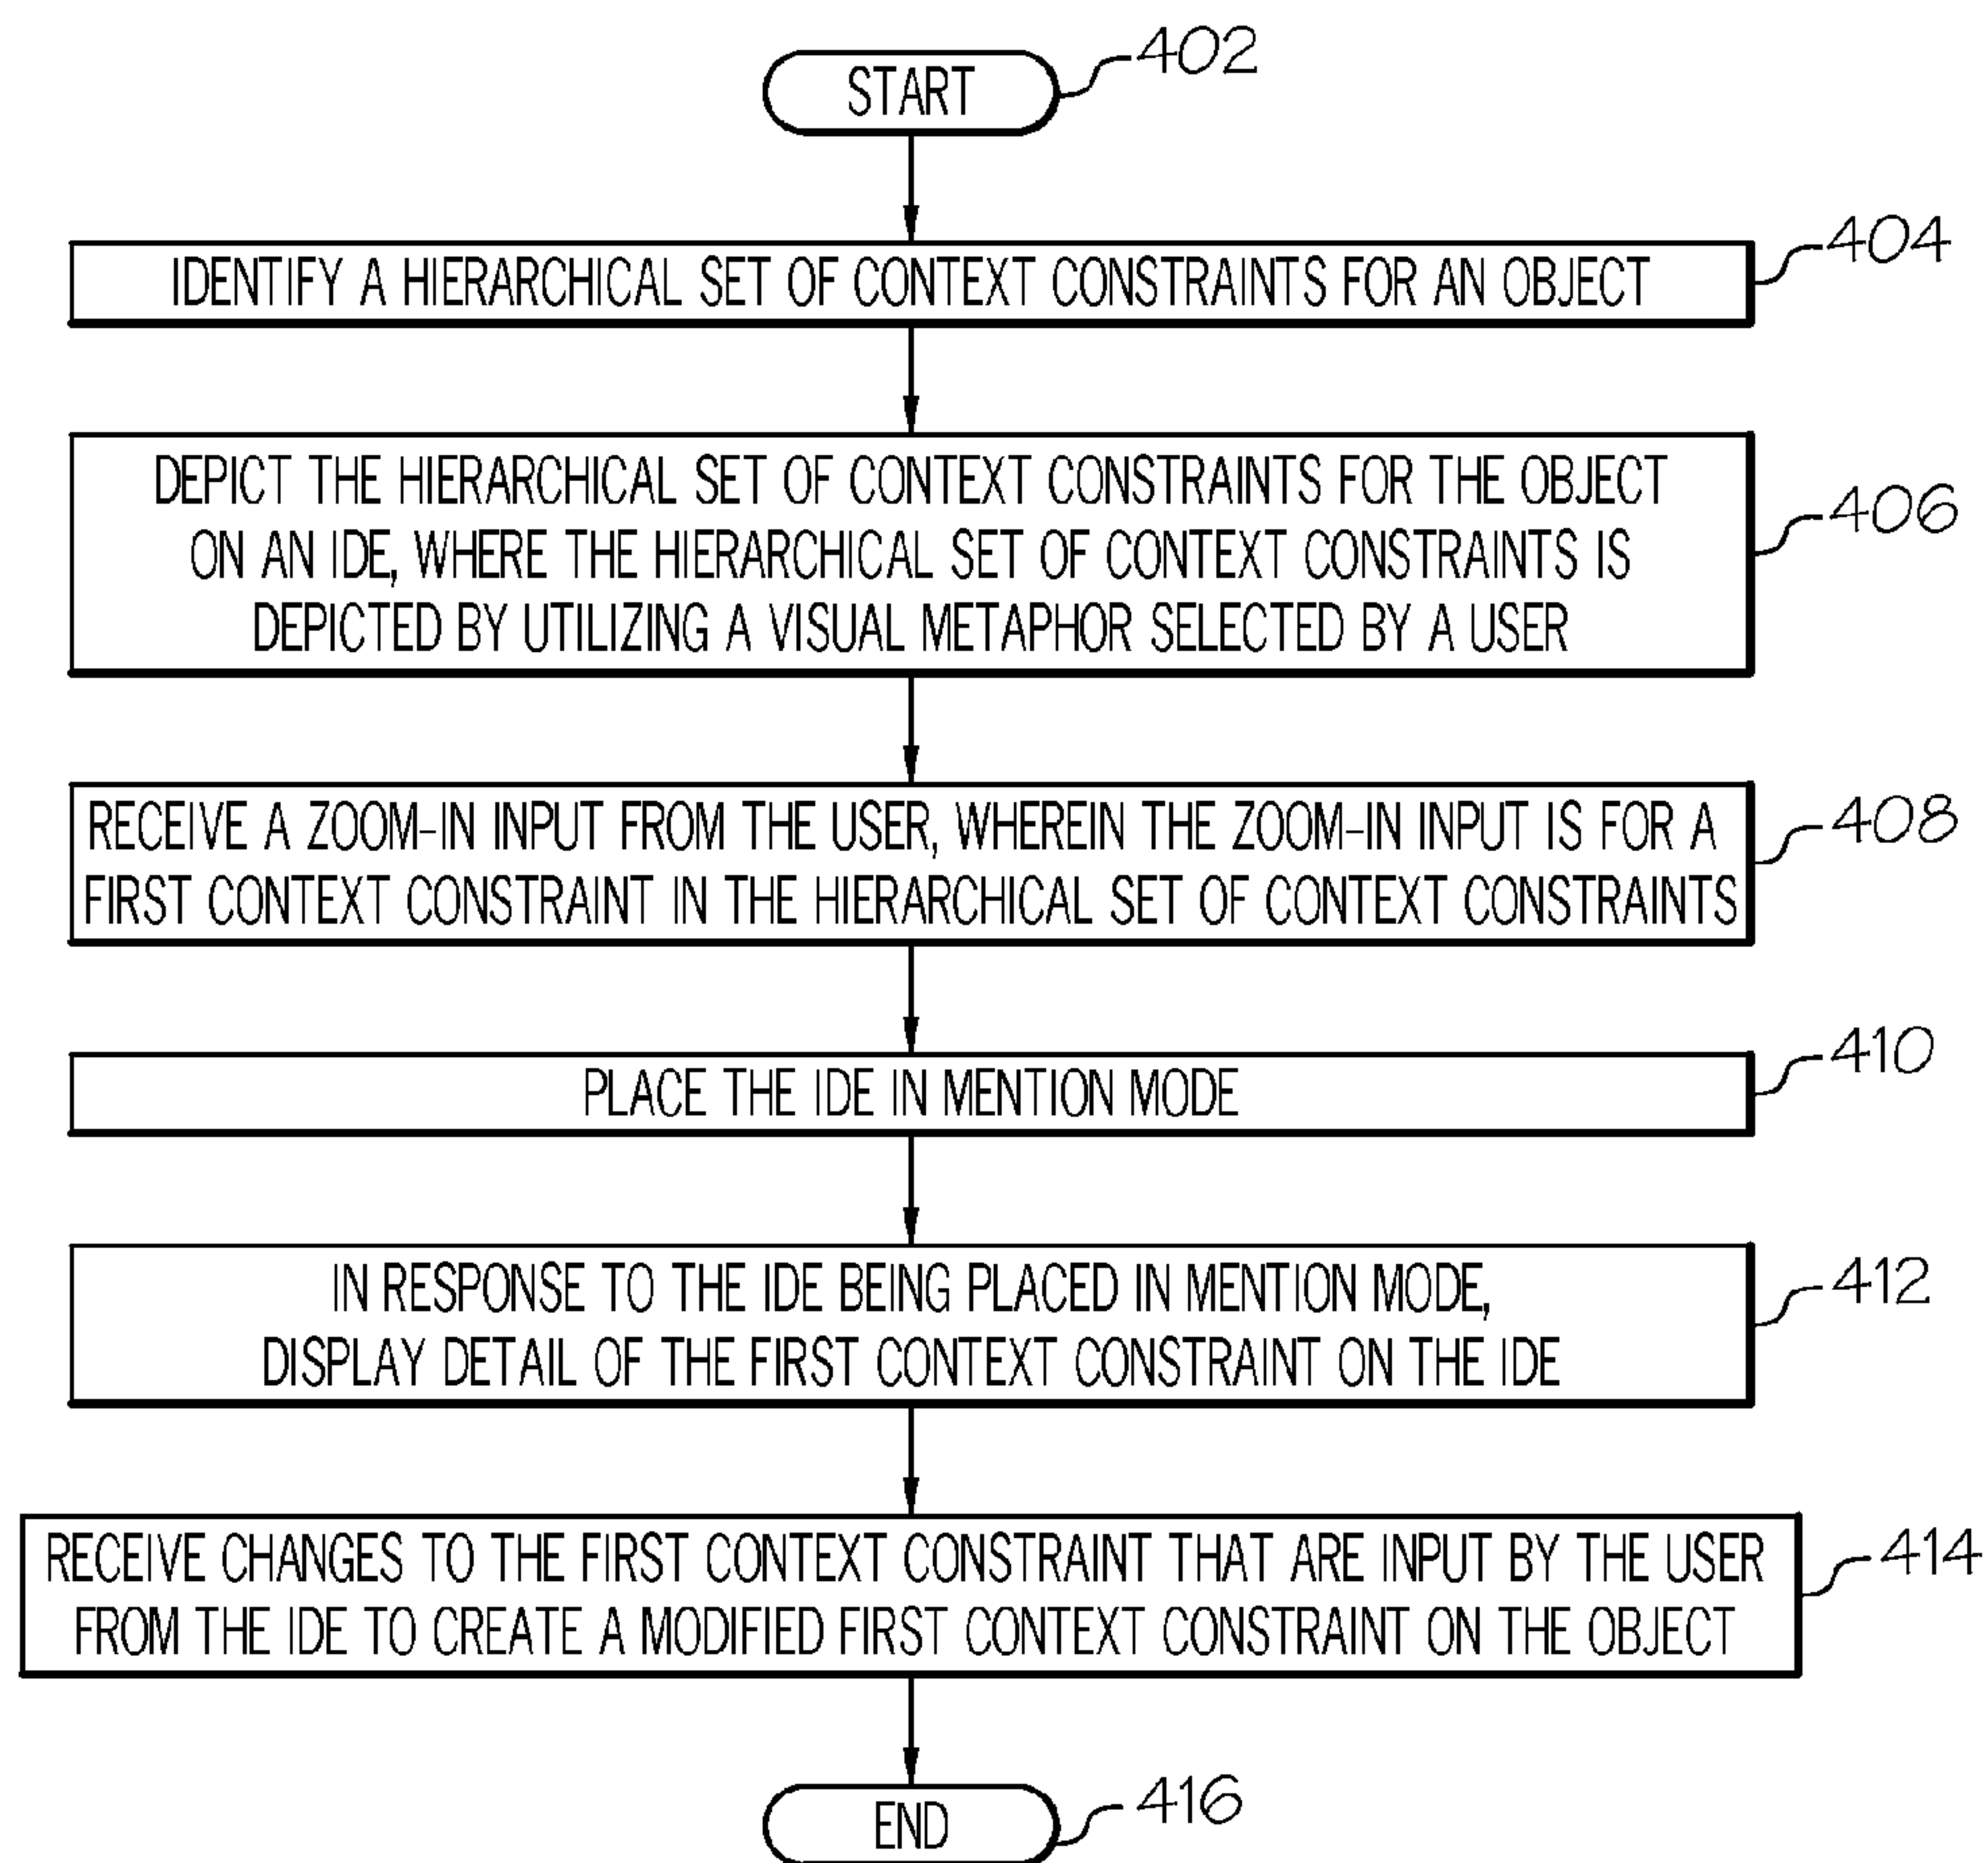 START
402
IDENTIFY A HIERARCHICAL SET OF CONTEXT CONSTRAINTS FOR AN OBJECT
404
DEPICT THE HIERARCHICAL SET OF CONTEXT CONSTRAINTS FOR THE OBJECT
ON AN IDE, WHERE THE HIERARCHICAL SET OF CONTEXT CONSTRAINTS IS
DEPICTED BY UTILIZING A VISUAL METAPHOR SELECTED BY A USER
406
RECEIVE A ZOOM-IN INPUT FROM THE USER, WHEREIN THE ZOOM-IN INPUT IS FOR A
FIRST CONTEXT CONSTRAINT IN THE HIERARCHICAL SET OF CONTEXT CONSTRAINTS
408
PLACE THE IDE IN MENTION MODE
410
IN RESPONSE TO THE IDE BEING PLACED IN MENTION MODE,
DISPLAY DETAIL OF THE FIRST CONTEXT CONSTRAINT ON THE IDE
412
RECEIVE CHANGES TO THE FIRST CONTEXT CONSTRAINT THAT ARE INPUT BY THE USER
FROM THE IDE TO CREATE A MODIFIED FIRST CONTEXT CONSTRAINT ON THE OBJECT
414
END
416